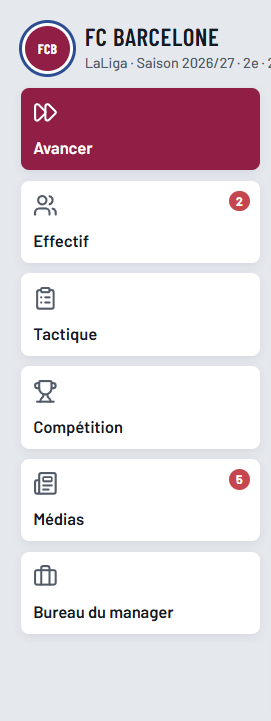 FCB
FC BARCELONE
LaLiga · Saison 2026/27 · 2e ·
Avancer
2
Effectif
Tactique
Compétition
5
Médias
Bureau du manager